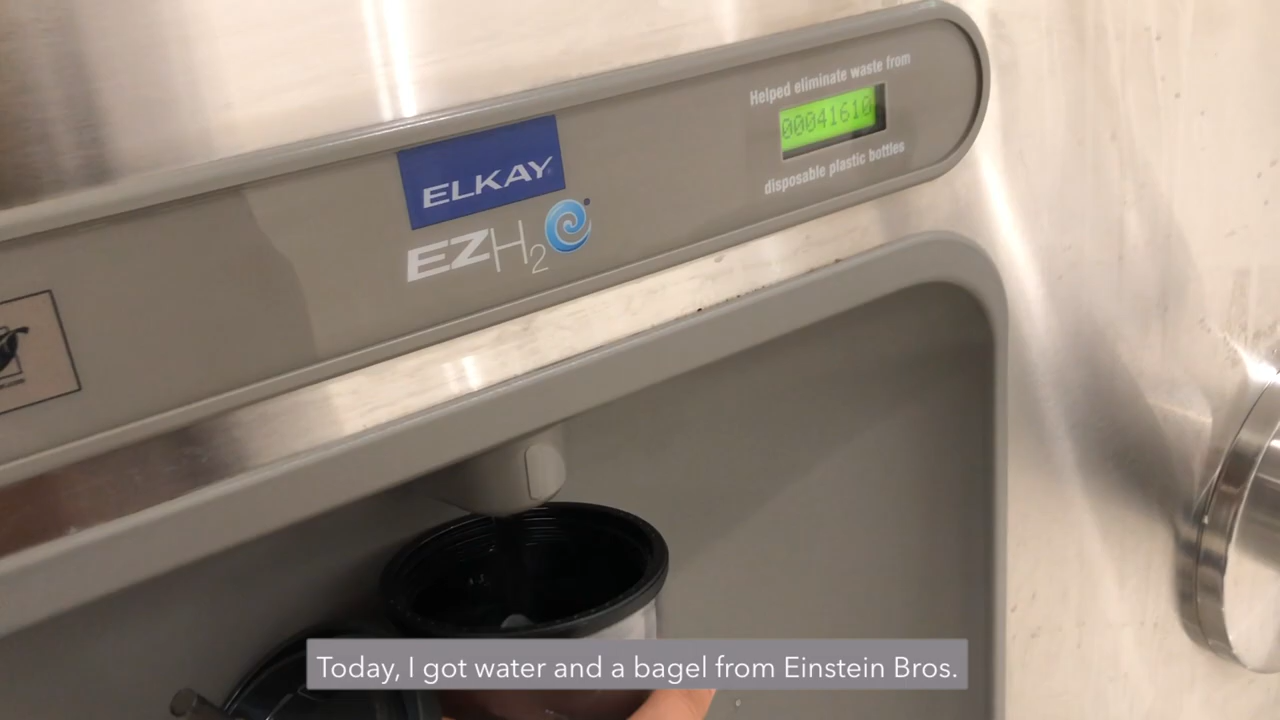 Helped eliminate waste from
00041610
disposable plastic bottles
ELKAY
EZH2O
Today, I got water and a bagel from Einstein Bros.